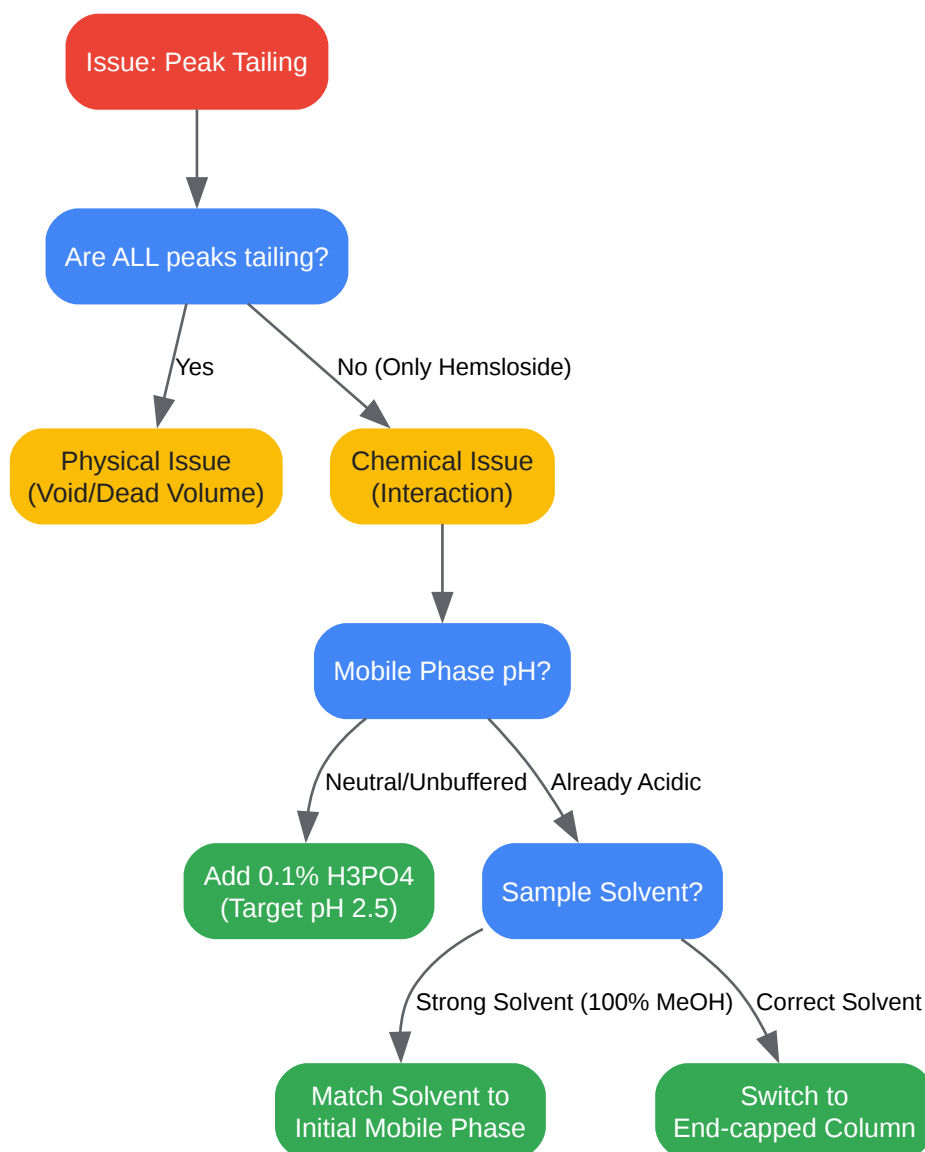 Issue: Peak Tailing
Are ALL peaks tailing?
Yes
No (Only Hemsloside)
Physical Issue
(Void/Dead Volume)
Chemical Issue
(Interaction)
Mobile Phase pH?
Neutral/Unbuffered
Already Acidic
Add 0.1% H3PO4
(Target pH 2.5)
Sample Solvent?
Strong Solvent (100% MeOH)
Correct Solvent
Match Solvent to
Initial Mobile Phase
Switch to
End-capped Column